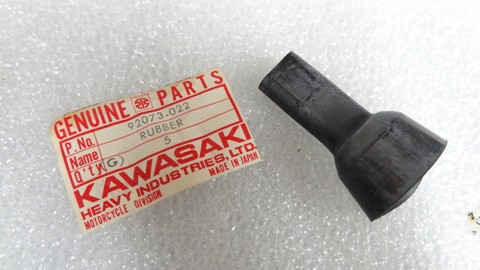 GENUINE PARTS
P. No. 92073-022
Name RUBBER
Q'ty (G) 5
KAWASAKI
HEAVY INDUSTRIES, LTD.
MOTORCYCLE DIVISION MADE IN JAPAN